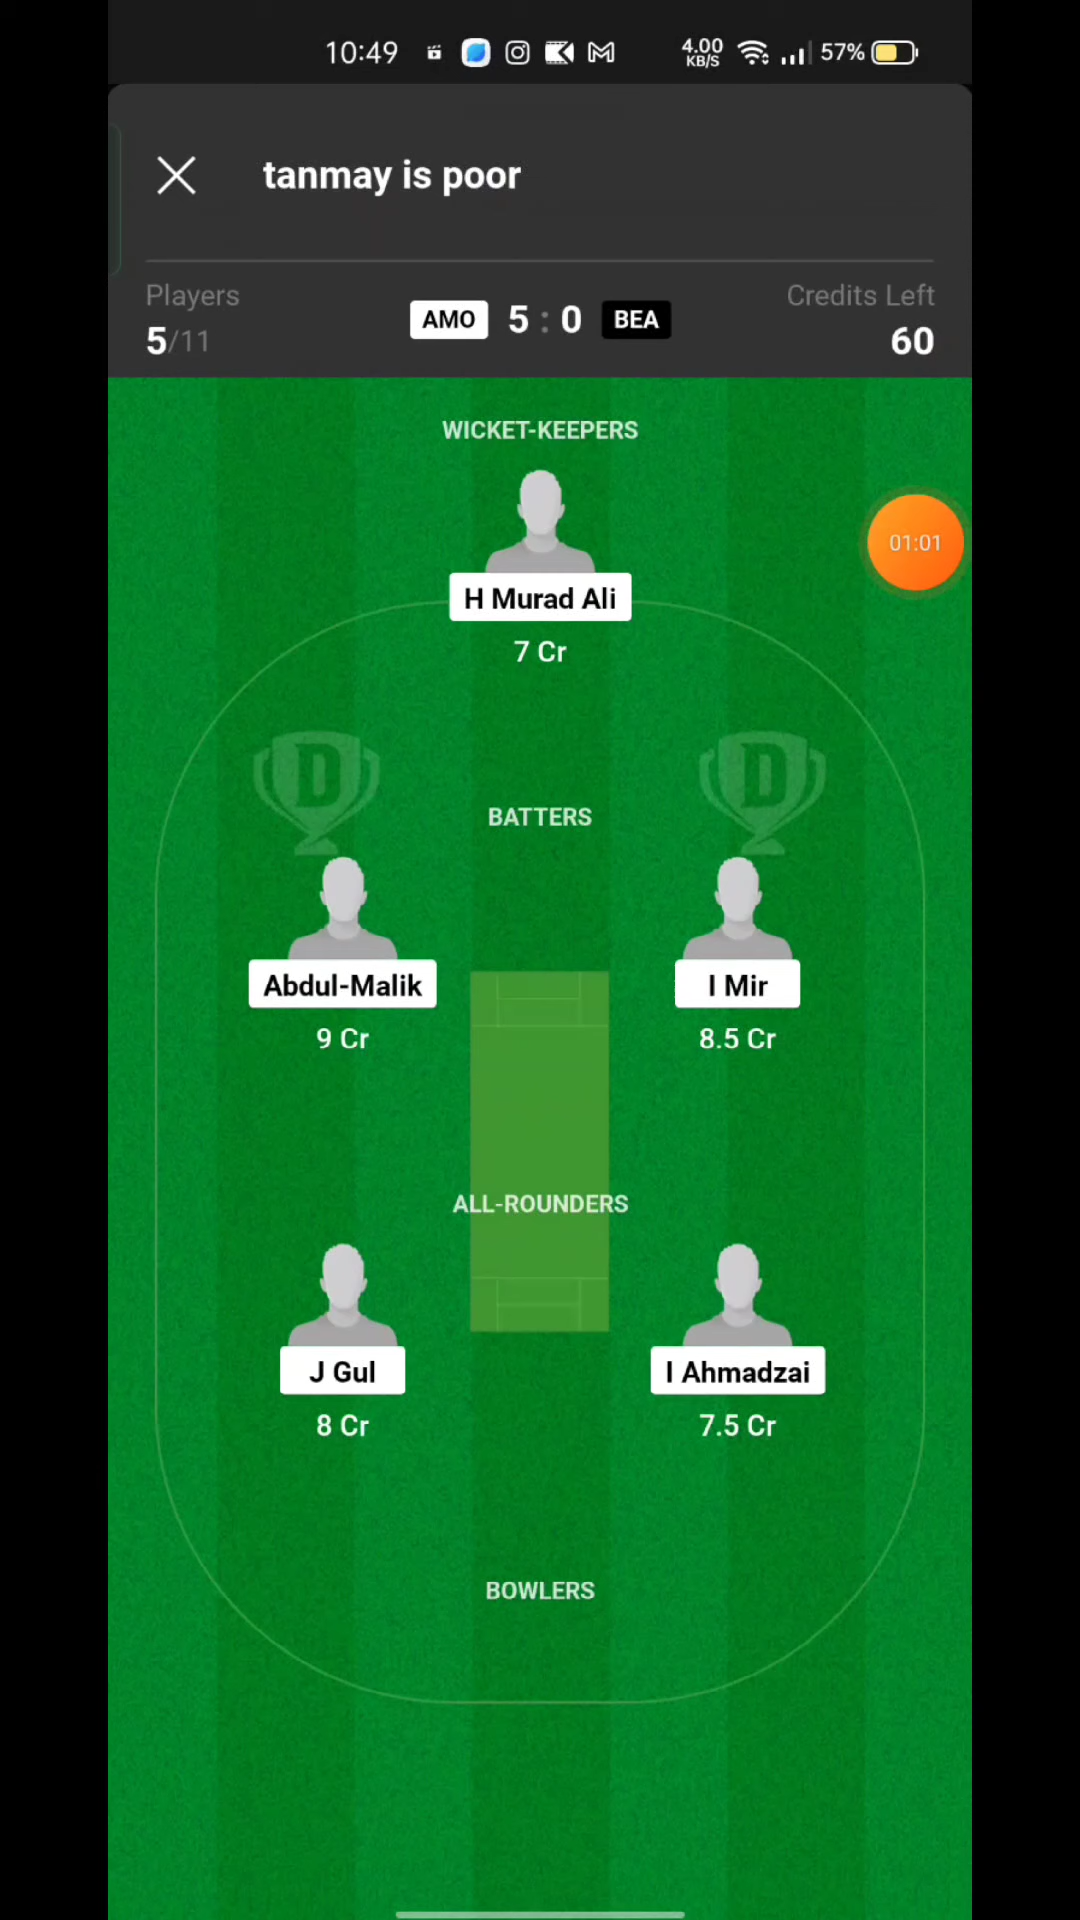 10:49
4.00
KB/S
57%
tanmay is poor
Players
5/11
AMO 5 : 0 BEA
Credits Left
60
WICKET-KEEPERS
01:01
H Murad Ali
7 Cr
D D
BATTERS
Abdul-Malik
9 Cr
I Mir
8.5 Cr
ALL-ROUNDERS
J Gul
8 Cr
I Ahmadzai
7.5 Cr
BOWLERS